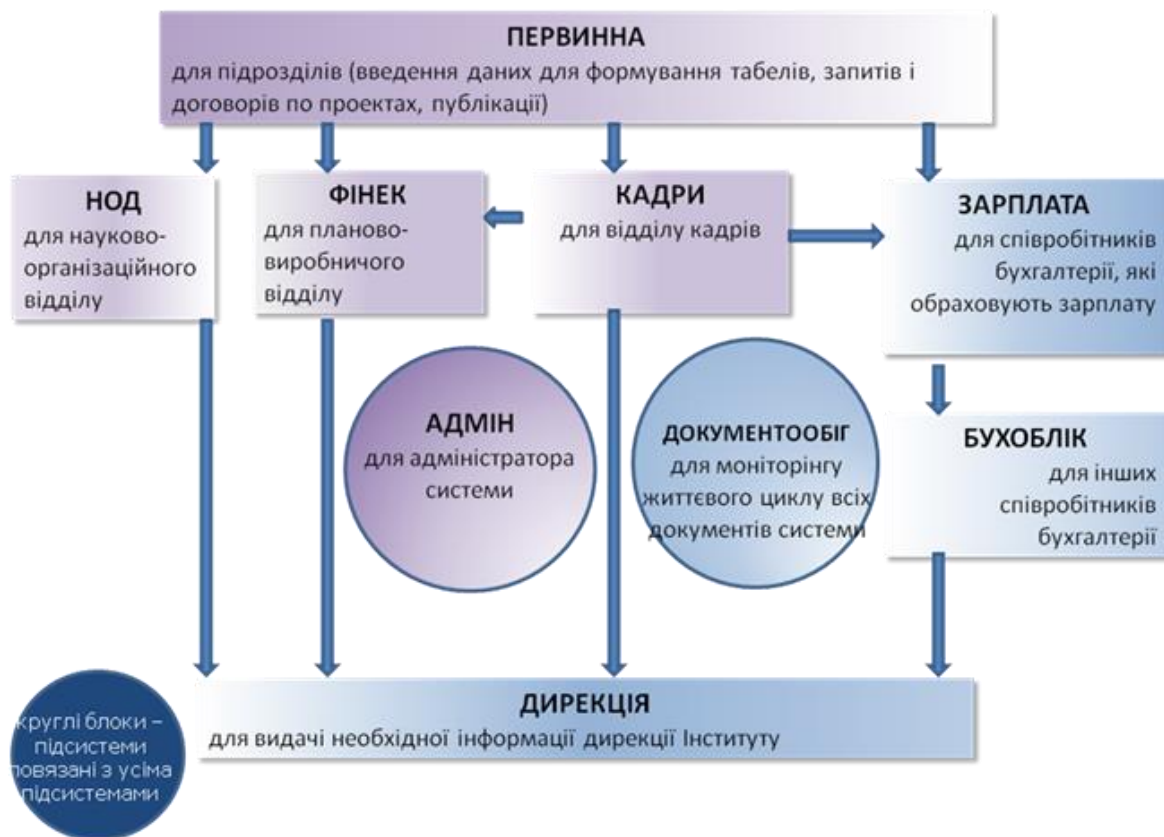 ПЕРВИННА
для підрозділів (введення даних для формування табелів, запитів і
договорів по проектах, публікації)
НОД
для науково-
організаційного
відділу
ФІНЕК
для планово-
виробничого
відділу
КАДРИ
для відділу кадрів
ЗАРПЛАТА
для співробітників
бухгалтерії, які
обраховують зарплату
АДМІН
для адміністратора
системи
ДОКУМЕНТООБІГ
для моніторінгу
життєвого циклу всіх
документів системи
БУХОБЛІК
для інших
співробітників
бухгалтерії
ДИРЕКЦІЯ
для видачі необхідної інформації дирекції Інституту
круглі блоки –
підсистеми
повязані з усіма
підсистемами